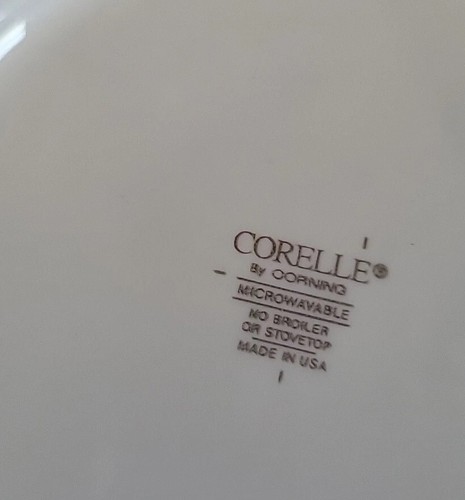 CORELLE®
By CORNING
MICROWAVABLE
NO BROILER
OR STOVETOP
MADE IN USA